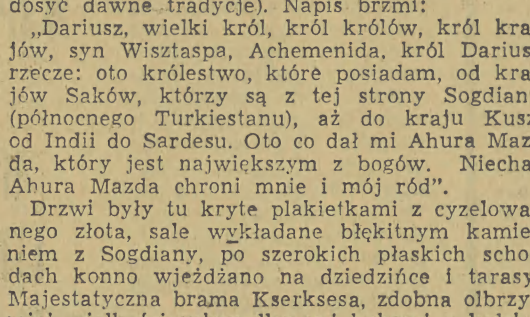 dosyć dawne tradycje). Napis brzmi:
„Dariusz, wielki król, król królów, król kra
jów, syn Wisztaspa, Achemenida, król Darius
rzecze: oto królestwo, które posiadam, od kra
jów Saków, którzy są z tej strony Sogdian
(północnego Turkiestanu), aż do kraju Kusz
od Indii do Sardesu. Oto co dał mi Ahura Maz
da, który jest największym z bogów. Niecha
Ahura Mazda chroni mnie i mój ród”.
Drzwi były tu kryte plakietkami z cyzelowa
nego złota, sale wykładane błękitnym kamie
niem z Sogdiany, po szerokich płaskich scho
dach konno wjeżdżano na dziedzińce i tarasy
Majestatyczna brama Kserksesa, zdobna olbrzy